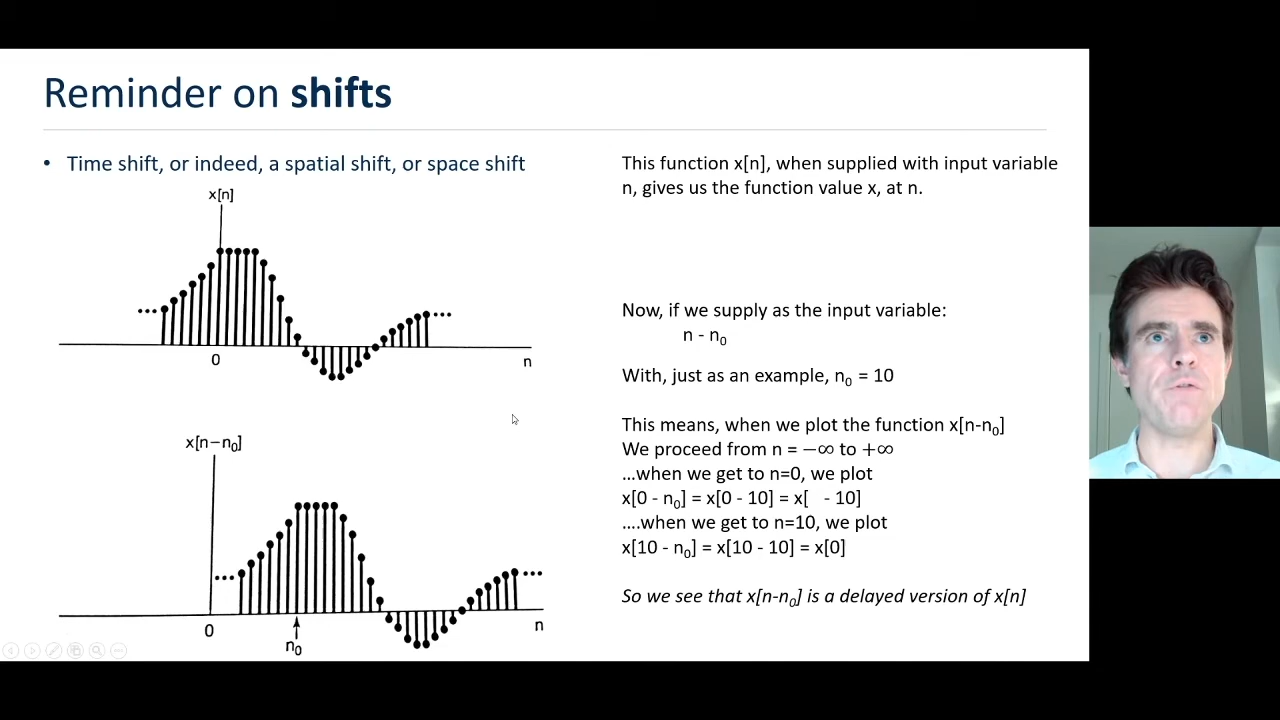 Reminder on shifts
• Time shift, or indeed, a spatial shift, or space shift
x[n]
0
n
x[n−n₀]
0
n₀
n
This function x[n], when supplied with input variable
n, gives us the function value x, at n.
Now, if we supply as the input variable:
n - n₀
With, just as an example, n₀ = 10
This means, when we plot the function x[n-n₀]
We proceed from n = −∞ to +∞
…when we get to n=0, we plot
x[0 - n₀] = x[0 - 10] = x[ - 10]
….when we get to n=10, we plot
x[10 - n₀] = x[10 - 10] = x[0]
So we see that x[n-n₀] is a delayed version of x[n]